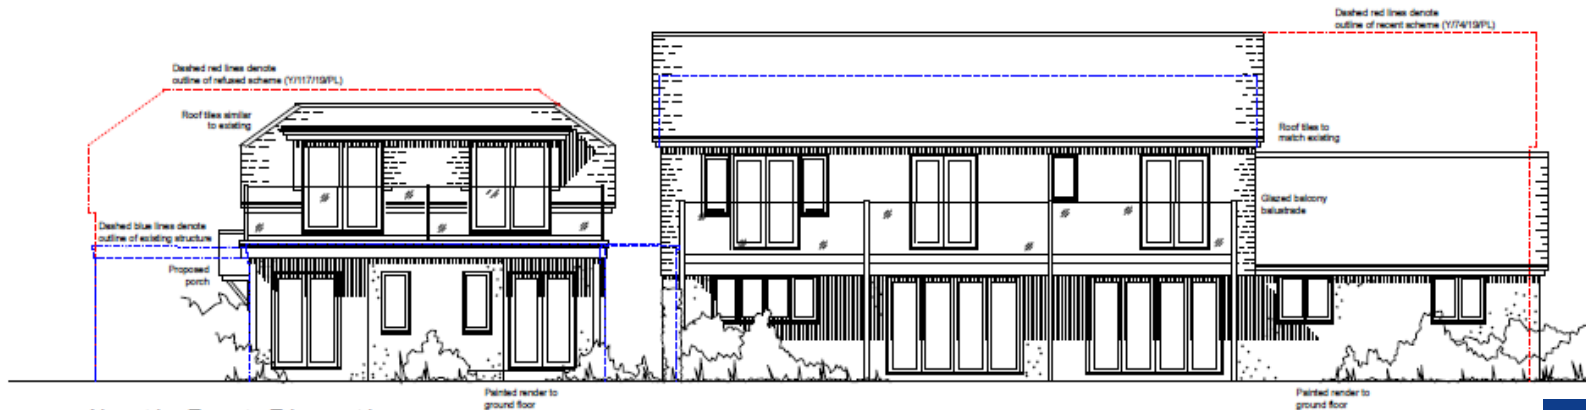 Dashed red lines denote
outline of recent scheme (Y/74/19/PL)
Dashed red lines denote
outline of refused scheme (Y/117/19/PL)
Roof tiles similar
to existing
Roof tiles to
match existing
Glazed balcony
balustrade
Dashed blue lines denote
outline of existing structure
Proposed
porch
Painted render to
ground floor
Painted render to
ground floor